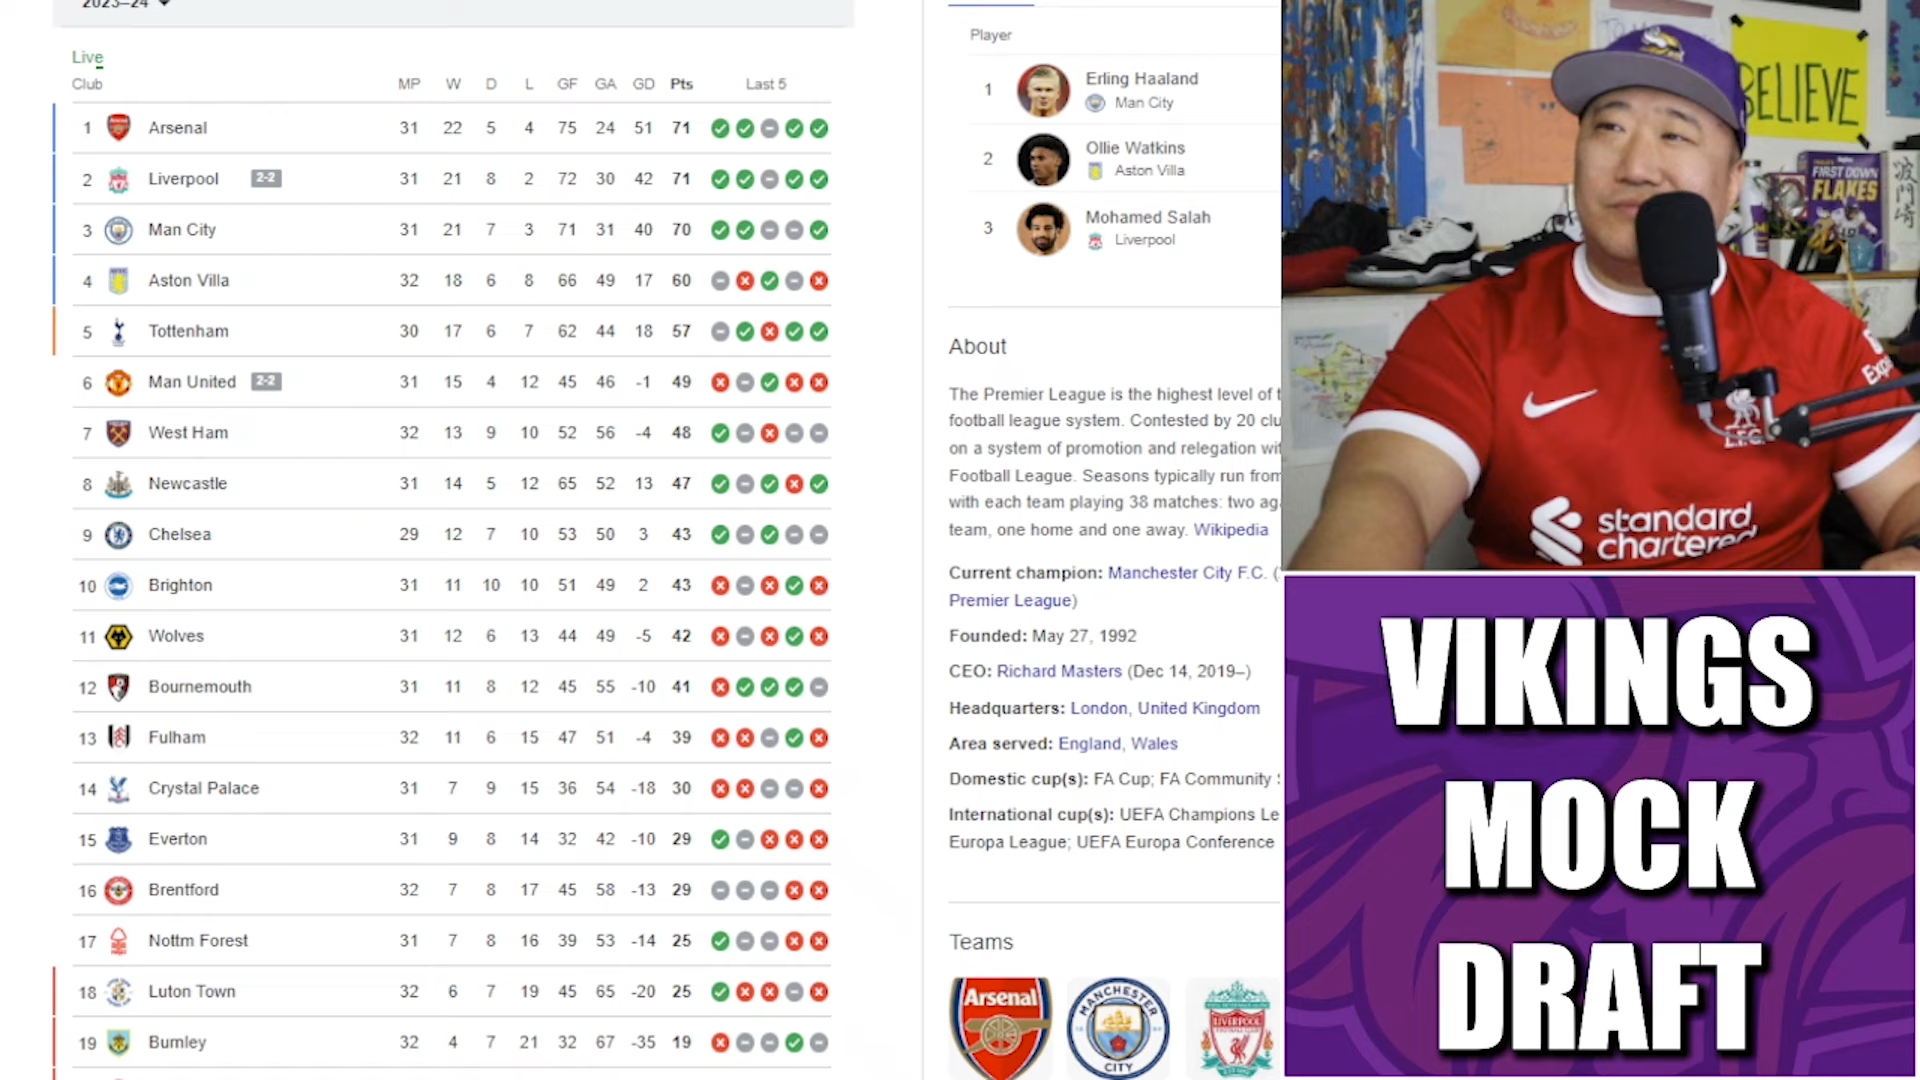 2023–24
Live
Club MP W D L GF GA GD Pts Last 5
1 Arsenal 31 22 5 4 75 24 51 71
2 Liverpool 2-2 31 21 8 2 72 30 42 71
3 Man City 31 21 7 3 71 31 40 70
4 Aston Villa 32 18 6 8 66 49 17 60
5 Tottenham 30 17 6 7 62 44 18 57
6 Man United 2-2 31 15 4 12 45 46 -1 49
7 West Ham 32 13 9 10 52 56 -4 48
8 Newcastle 31 14 5 12 65 52 13 47
9 Chelsea 29 12 7 10 53 50 3 43
10 Brighton 31 11 10 10 51 49 2 43
11 Wolves 31 12 6 13 44 49 -5 42
12 Bournemouth 31 11 8 12 45 55 -10 41
13 Fulham 32 11 6 15 47 51 -4 39
14 Crystal Palace 31 7 9 15 36 54 -18 30
15 Everton 31 9 8 14 32 42 -10 29
16 Brentford 32 7 8 17 45 58 -13 29
17 Nottm Forest 31 7 8 16 39 53 -14 25
18 Luton Town 32 6 7 19 45 65 -20 25
19 Burnley 32 4 7 21 32 67 -35 19
Player
1 Erling Haaland
Man City
2 Ollie Watkins
Aston Villa
3 Mohamed Salah
Liverpool
About
The Premier League is the highest level of t
football league system. Contested by 20 clu
on a system of promotion and relegation wit
Football League. Seasons typically run from
with each team playing 38 matches: two aga
team, one home and one away. Wikipedia
Current champion: Manchester City F.C. (
Premier League)
Founded: May 27, 1992
CEO: Richard Masters (Dec 14, 2019–)
Headquarters: London, United Kingdom
Area served: England, Wales
Domestic cup(s): FA Cup; FA Community
International cup(s): UEFA Champions Le
Europa League; UEFA Europa Conference
Teams
Arsenal
MANCHESTER
CITY
LIVERPOOL
BELIEVE
FIRST DOWN
FLAKES
L.F.C.
Exp
standard
chartered
VIKINGS
MOCK
DRAFT